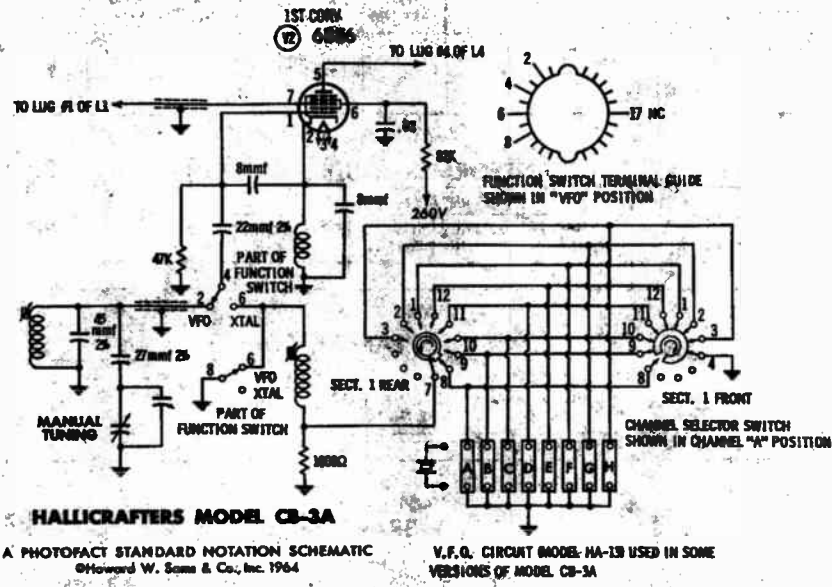 1ST CONV.
V2
TO LUG #4 OF L4
5
7
6
1
2 3 4
TO LUG #1 OF L1
82K
260V
8mmf
8mmf
22mmf 2%
47K
PART OF
FUNCTION
SWITCH
4
2
6
VFO
XTAL
mmf
2%
27mmf 2%
MANUAL
TUNING
8
6
VFO
XTAL
PART OF
FUNCTION SWITCH
2
4
6
8
17 NC
FUNCTION SWITCH TERMINAL GUIDE
SHOWN IN "VFO" POSITION
12
12
1
1
2
2
11
11
3
10
10
3
9
9
4
8
8
7
SECT. 1 REAR
SECT. 1 FRONT
CHANNEL SELECTOR SWITCH
SHOWN IN CHANNEL "A" POSITION
A B C D E F G H
HALLICRAFTERS MODEL CB-3A
A PHOTOFACT STANDARD NOTATION SCHEMATIC
©Howard W. Sams & Co., Inc. 1964
V.F.O. CIRCUIT (MODEL HA-13) USED IN SOME
VERSIONS OF MODEL CB-3A